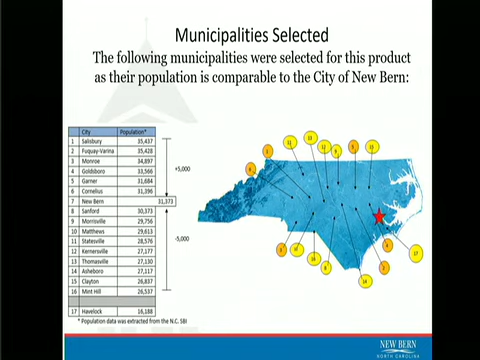 Municipalities Selected
The following municipalities were selected for this product
as their population is comparable to the City of New Bern:
City Population*
1 Salisbury 35,437
2 Fuquay-Varina 35,428
3 Monroe 34,897
4 Goldsboro 33,566
5 Garner 31,684
6 Cornelius 31,396
7 New Bern 31,373
8 Sanford 30,373
9 Morrisville 29,756
10 Matthews 29,613
11 Statesville 28,576
12 Kernersville 27,177
13 Thomasville 27,130
14 Asheboro 27,117
15 Clayton 26,837
16 Mint Hill 26,537
17 Havelock 16,188
* Population data was extracted from the N.C. SBI
+5,000
-5,000
17
14
NEW BERN
NORTH CAROLINA